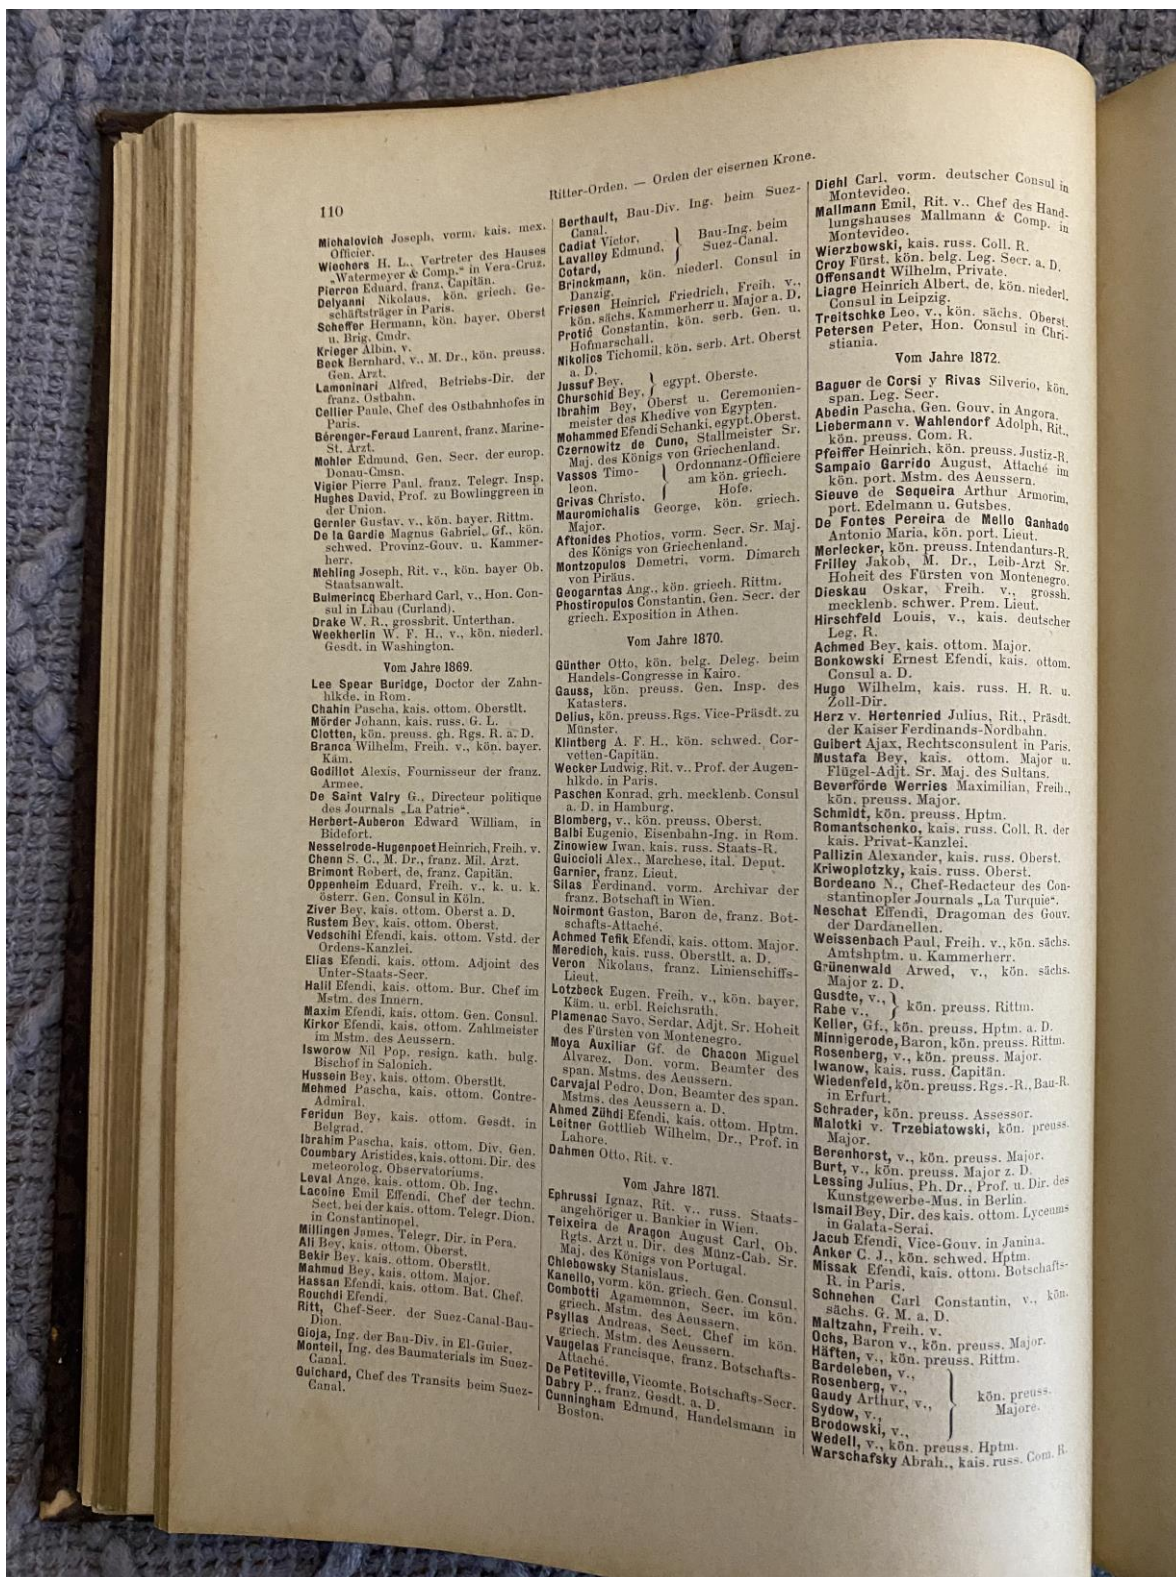 110
Ritter-Orden. — Orden der eisernen Krone.
Michalovich Joseph, vorm. kais. mex.
Officier.
Wiechers H. L., Vertreter des Hauses
„Watermeyer & Comp.“ in Vera-Cruz.
Pierron Eduard, franz. Capitän.
Delyanni Nikolaus, kön. griech. Ge-
schäftsträger in Paris.
Scheffer Hermann, kön. bayer. Oberst
u. Brig. Cmdr.
Krieger Albin, v.
Beck Bernhard, v., M. Dr., kön. preuss.
Gen. Arzt.
Lamoninari Alfred, Betriebs-Dir. der
franz. Ostbahn.
Cellier Paule, Chef des Ostbahnhofes in
Paris.
Bérenger-Feraud Laurent, franz. Marine-
St. Arzt.
Mohler Edmund, Gen. Secr. der europ.
Donau-Cmsn.
Vigier Pierre Paul, franz. Telegr. Insp.
Hughes David, Prof. zu Bowlinggreen in
der Union.
Gernler Gustav, v., kön. bayer. Rittm.
De la Gardie Magnus Gabriel, Gf., kön.
schwed. Provinz-Gouv. u. Kammer-
herr.
Mehling Joseph, Rit. v., kön. bayer Ob.
Staatsanwalt.
Bulmerincq Eberhard Carl, v., Hon. Con-
sul in Libau (Curland).
Drake W. R., grossbrit. Unterthan.
Weekherlin W. F. H., v., kön. niederl.
Gesdt. in Washington.
Vom Jahre 1869.
Lee Spear Buridge, Doctor der Zahn-
hlkde. in Rom.
Chahin Pascha, kais. ottom. Oberstlt.
Mörder Johann, kais. russ. G. L.
Clotten, kön. preuss. gh. Rgs. R. a. D.
Branca Wilhelm, Freih. v., kön. bayer.
Käm.
Godillot Alexis, Fournisseur der franz.
Armee.
De Saint Valry G., Directeur politique
des Journals „La Patrie“.
Herbert-Auberon Edward William, in
Bidefort.
Nesselrode-Hugenpoet Heinrich, Freih. v.
Chenn S. C., M. Dr., franz. Mil. Arzt.
Brimont Robert, de, franz. Capitän.
Oppenheim Eduard, Freih. v., k. u. k.
österr. Gen. Consul in Köln.
Ziver Bey, kais. ottom. Oberst a. D.
Rustem Bey, kais. ottom. Oberst.
Vedschihi Efendi, kais. ottom. Vstd. der
Ordens-Kanzlei.
Elias Efendi, kais. ottom. Adjoint des
Unter-Staats-Secr.
Halil Efendi, kais. ottom. Bur. Chef im
Mstm. des Innern.
Maxim Efendi, kais. ottom. Gen. Consul.
Kirkor Efendi, kais. ottom. Zahlmeister
im Mstm. des Aeussern.
Isworow Nil Pop, resign. kath. bulg.
Bischof in Salonich.
Hussein Bey, kais. ottom. Oberstlt.
Mehmed Pascha, kais. ottom. Contre-
Admiral.
Feridun Bey, kais. ottom. Gesdt. in
Belgrad.
Ibrahim Pascha, kais. ottom. Div. Gen.
Coumbary Aristides, kais. ottom. Dir. des
meteorolog. Observatoriums.
Leval Ange, kais. ottom. Ob. Ing.
Lacoine Emil Effendi, Chef der techn.
Sect. bei der kais. ottom. Telegr. Dion.
in Constantinopel.
Millingen James, Telegr. Dir. in Pera.
Ali Bey, kais. ottom. Oberst.
Bekir Bey, kais. ottom. Oberstlt.
Mahmud Bey, kais. ottom. Major.
Hassan Efendi, kais. ottom. Bat. Chef.
Rouchdi Efendi.
Ritt, Chef-Secr. der Suez-Canal-Bau-
Dion.
Gioja, Ing. der Bau-Div. in El-Guier.
Monteil, Ing. des Baumaterials im Suez-
Canal.
Guichard, Chef des Transits beim Suez-
Canal.
Berthault, Bau-Div. Ing. beim Suez-
Canal.
Cadiat Victor,
Lavalley Edmund,
Cotard,
Bau-Ing. beim
Suez-Canal.
Brinckmann, kön. niederl. Consul in
Danzig.
Friesen Heinrich Friedrich, Freih. v.,
kön. sächs. Kammerherr u. Major a. D.
Protić Constantin, kön. serb. Gen. u.
Hofmarschall.
Nikolics Tichomil, kön. serb. Art. Oberst
a. D.
Jussuf Bey,
Churschid Bey,
egypt. Oberste.
Ibrahim Bey, Oberst u. Ceremonien-
meister des Khedive von Egypten.
Mohammed Efendi Schanki, egypt. Oberst.
Czernowitz de Cuno, Stallmeister Sr.
Maj. des Königs von Griechenland.
Vassos Timo-
leon.
Grivas Christo.
Ordonnanz-Officiere
am kön. griech.
Hofe.
Mauromichalis George, kön. griech.
Major.
Aftonides Photios, vorm. Secr. Sr. Maj.
des Königs von Griechenland.
Montzopulos Demetri, vorm. Dimarch
von Piräus.
Geogarntas Ang., kön. griech. Rittm.
Phostiropulos Constantin, Gen. Secr. der
griech. Exposition in Athen.
Vom Jahre 1870.
Günther Otto, kön. belg. Deleg. beim
Handels-Congresse in Kairo.
Gauss, kön. preuss. Gen. Insp. des
Katasters.
Delius, kön. preuss. Rgs. Vice-Präsdt. zu
Münster.
Klintberg A. F. H., kön. schwed. Cor-
vetten-Capitän.
Wecker Ludwig, Rit. v., Prof. der Augen-
hlkde. in Paris.
Paschen Konrad, grh. mecklenb. Consul
a. D. in Hamburg.
Blomberg, v., kön. preuss. Oberst.
Balbi Eugenio, Eisenbahn-Ing. in Rom.
Zinowiew Iwan, kais. russ. Staats-R.
Guiccioli Alex., Marchese, ital. Deput.
Garnier, franz. Lieut.
Silas Ferdinand, vorm. Archivar der
franz. Botschaft in Wien.
Noirmont Gaston, Baron de, franz. Bot-
schafts-Attaché.
Achmed Tefik Efendi, kais. ottom. Major.
Meredich, kais. russ. Oberstlt. a. D.
Veron Nikolaus, franz. Linienschiffs-
Lieut.
Lotzbeck Eugen, Freih. v., kön. bayer.
Käm. u. erbl. Reichsrath.
Plamenac Savo, Serdar, Adjt. Sr. Hoheit
des Fürsten von Montenegro.
Moya Auxiliar Gf. de Chacon Miguel
Alvarez, Don, vorm. Beamter des
span. Mstms. des Aeussern.
Carvajal Pedro, Don, Beamter des span.
Mstms. des Aeussern a. D.
Ahmed Zühdi Efendi, kais. ottom. Hptm.
Leitner Gottlieb Wilhelm, Dr., Prof. in
Lahore.
Dahmen Otto, Rit. v.
Vom Jahre 1871.
Ephrussi Ignaz, Rit. v., russ. Staats-
angehöriger u. Bankier in Wien.
Teixeira de Aragon August Carl, Ob.
Rgts. Arzt u. Dir. des Münz-Cab. Sr.
Maj. des Königs von Portugal.
Chlebowsky Stanislaus.
Kanello, vorm. kön. griech. Gen. Consul.
Combotti Agamemnon, Secr. im kön.
griech. Mstm. des Aeussern.
Psyllas Andreas, Sect. Chef im kön.
griech. Mstm. des Aeussern.
Vaugelas Francisque, franz. Botschafts-
Attaché.
De Petiteville, Vicomte, Botschafts-Secr.
Dabry P., franz. Gesdt. a. D.
Cunningham Edmund, Handelsmann in
Boston.
Diehl Carl, vorm. deutscher Consul in
Montevideo.
Mallmann Emil, Rit. v., Chef des Hand-
lungshauses Mallmann & Comp. in
Montevideo.
Wierzbowski, kais. russ. Coll. R.
Croy Fürst, kön. belg. Leg. Secr. a. D.
Offensandt Wilhelm, Private.
Liagre Heinrich Albert, de, kön. niederl.
Consul in Leipzig.
Treitschke Leo, v., kön. sächs. Oberst.
Petersen Peter, Hon. Consul in Chri-
stiania.
Vom Jahre 1872.
Baguer de Corsi y Rivas Silverio, kön.
span. Leg. Secr.
Abedin Pascha, Gen. Gouv. in Angora.
Liebermann v. Wahlendorf Adolph, Rit.,
kön. preuss. Com. R.
Pfeiffer Heinrich, kön. preuss. Justiz-R.
Sampaio Garrido August, Attaché im
kön. port. Mstm. des Aeussern.
Sieuve de Sequeira Arthur Armorim,
port. Edelmann u. Gutsbes.
De Fontes Pereira de Mello Ganhado
Antonio Maria, kön. port. Lieut.
Merlecker, kön. preuss. Intendanturs-R.
Frilley Jakob, M. Dr., Leib-Arzt Sr.
Hoheit des Fürsten von Montenegro.
Dieskau Oskar, Freih. v., grossh.
mecklenb. schwer. Prem. Lieut.
Hirschfeld Louis, v., kais. deutscher
Leg. R.
Achmed Bey, kais. ottom. Major.
Bonkowski Ernest Efendi, kais. ottom.
Consul a. D.
Hugo Wilhelm, kais. russ. H. R. u.
Zoll-Dir.
Herz v. Hertenried Julius, Rit., Präsdt.
der Kaiser Ferdinands-Nordbahn.
Guibert Ajax, Rechtsconsulent in Paris.
Mustafa Bey, kais. ottom. Major u.
Flügel-Adjt. Sr. Maj. des Sultans.
Beverförde Werries Maximilian, Freih.,
kön. preuss. Major.
Schmidt, kön. preuss. Hptm.
Romantschenko, kais. russ. Coll. R. der
kais. Privat-Kanzlei.
Pallizin Alexander, kais. russ. Oberst.
Kriwoplotzky, kais. russ. Oberst.
Bordeano N., Chef-Redacteur des Con-
stantinopler Journals „La Turquie“.
Neschat Effendi, Dragoman des Gouv.
der Dardanellen.
Weissenbach Paul, Freih. v., kön. sächs.
Amtshptm. u. Kammerherr.
Grünenwald Arwed, v., kön. sächs.
Major z. D.
Gusdte, v.,
Rabe v.,
kön. preuss. Rittm.
Keller, Gf., kön. preuss. Hptm. a. D.
Minnigerode, Baron, kön. preuss. Rittm.
Rosenberg, v., kön. preuss. Major.
Iwanow, kais. russ. Capitän.
Wiedenfeld, kön. preuss. Rgs.-R., Bau-R.
in Erfurt.
Schrader, kön. preuss. Assessor.
Malotki v. Trzebiatowski, kön. preuss.
Major.
Berenhorst, v., kön. preuss. Major.
Burt, v., kön. preuss. Major z. D.
Lessing Julius, Ph. Dr., Prof. u. Dir. des
Kunstgewerbe-Mus. in Berlin.
Ismail Bey, Dir. des kais. ottom. Lyceums
in Galata-Serai.
Jacub Efendi, Vice-Gouv. in Janina.
Anker C. J., kön. schwed. Hptm.
Missak Efendi, kais. ottom. Botschafts-
R. in Paris.
Schnehen Carl Constantin, v., kön.
sächs. G. M. a. D.
Maltzahn, Freih. v.
Ochs, Baron v., kön. preuss. Major.
Häften, v., kön. preuss. Rittm.
Bardeleben, v.,
Rosenberg, v.,
Gaudy Arthur, v.,
Sydow, v.,
Brodowski, v.,
kön. preuss.
Majore.
Wedell, v., kön. preuss. Hptm.
Warschafsky Abrah., kais. russ. Com. R.